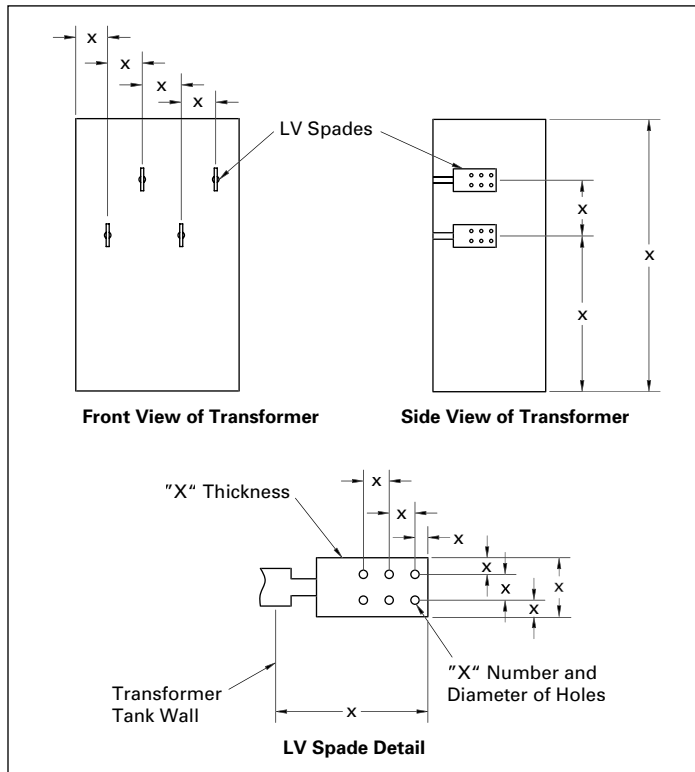 x
x
x
x
LV Spades
x
x
x
Front View of Transformer
Side View of Transformer
"X" Thickness
x
x
x
x
x
x
x
Transformer
Tank Wall
x
"X" Number and
Diameter of Holes
LV Spade Detail